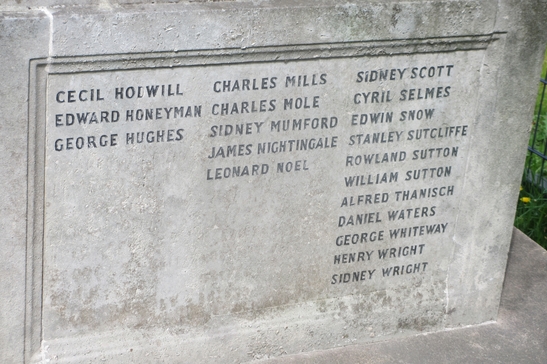 CECIL HOLWILL
EDWARD HONEYMAN
GEORGE HUGHES
CHARLES MILLS
CHARLES MOLE
SIDNEY MUMFORD
JAMES NIGHTINGALE
LEONARD NOEL
SIDNEY SCOTT
CYRIL SELMES
EDWIN SNOW
STANLEY SUTCLIFFE
ROWLAND SUTTON
WILLIAM SUTTON
ALFRED THANISCH
DANIEL WATERS
GEORGE WHITEWAY
HENRY WRIGHT
SIDNEY WRIGHT